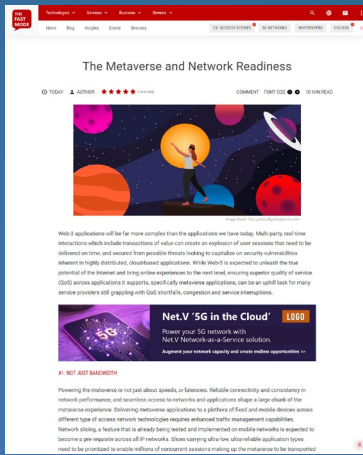 THE
FAST
MODE
Technologies Services Business Devices
Home Blog Insights Events Directory
CX SUCCESS STORIES 5G NETWORKS WHITEPAPERS
The Metaverse and Network Readiness
TODAY AUTHOR COMMENT FONT SIZE 10 MIN READ
Web-3 applications will be far more complex than the applications we have today. Multi-party, real-time
interactions which include transactions of value can create an explosion of user sessions that need to be
delivered on time, and secured from possible threats looking to capitalize on security vulnerabilities
inherent in highly distributed, cloud-based applications. While Web-3 is expected to unleash the true
potential of the Internet and bring online experiences to the next level, ensuring superior quality of service
(QoS) across applications it supports, specifically metaverse applications, can be an uphill task for many
service providers still grappling with QoS shortfalls, congestion and service interruptions.
Net.V '5G in the Cloud' LOGO
Power your 5G network with
Net.V Network-as-a-Service solution.
Augment your network capacity and create endless opportunities >>
5G
#1: NOT JUST BANDWIDTH
Powering the metaverse is not just about speeds, or latencies. Reliable connectivity and consistency in
network performance, and seamless access to networks and applications shape a large chunk of the
metaverse experience. Delivering metaverse applications to a plethora of fixed and mobile devices across
different type of access network technologies requires enhanced traffic management capabilities.
Network slicing, a feature that is already being tested and implemented on mobile networks is expected to
become a pre-requisite across all IP networks. Slices carrying ultra-low, ultra-reliable application types
need to be prioritized to enable millions of concurrent sessions making up the metaverse to be transported